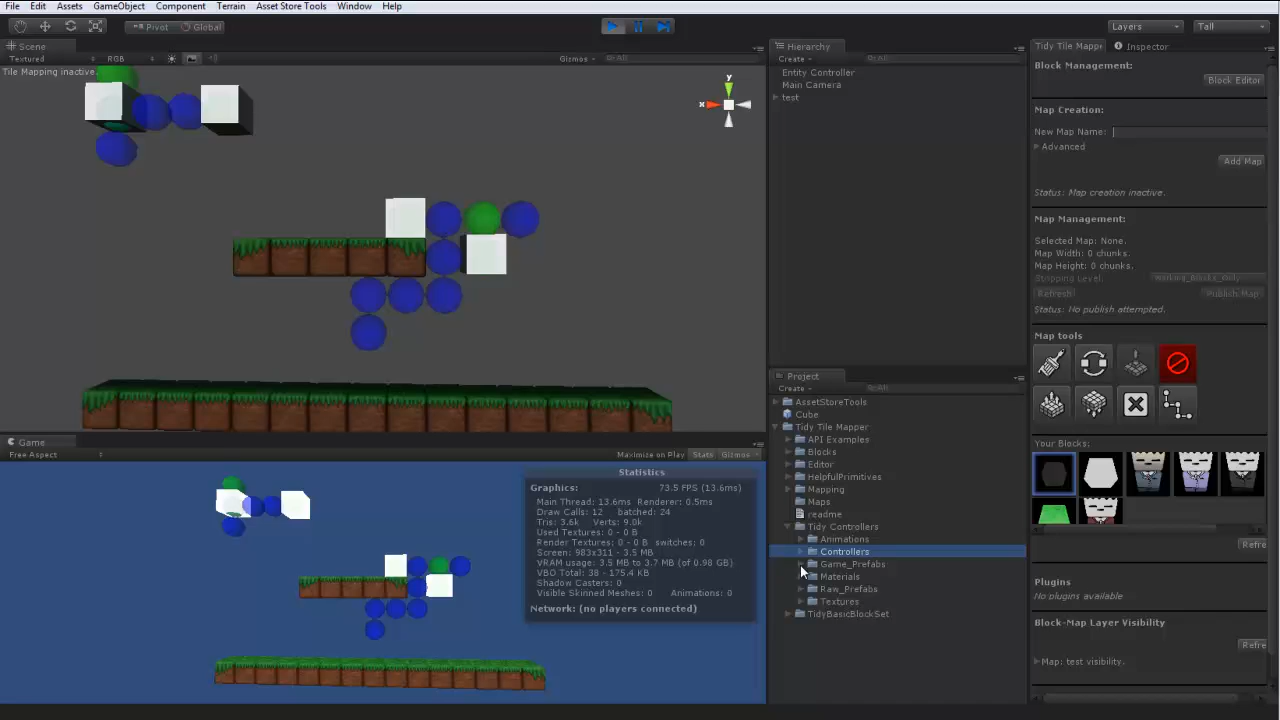 File Edit Assets GameObject Component Terrain Asset Store Tools Window Help
Pivot Global Layers Tall
Scene
Textured RGB Gizmos All
Tile Mapping inactive.
y
x
Game
Free Aspect Maximize on Play Stats Gizmos
Statistics
Graphics: 73.5 FPS (13.6ms)
Main Thread: 13.6ms Renderer: 0.5ms
Draw Calls: 12 batched: 24
Tris: 3.6k Verts: 9.0k
Used Textures: 0 - 0 B
Render Textures: 0 - 0 B switches: 0
Screen: 983x311 - 3.5 MB
VRAM usage: 3.5 MB to 3.7 MB (of 0.98 GB)
VBO Total: 38 - 175.4 KB
Shadow Casters: 0
Visible Skinned Meshes: 0 Animations: 0
Network: (no players connected)
Hierarchy
Create All
Entity Controller
Main Camera
test
Project
Create All
AssetStoreTools
Cube
Tidy Tile Mapper
API Examples
Blocks
Editor
HelpfulPrimitives
Mapping
Maps
readme
Tidy Controllers
Animations
Controllers
Game_Prefabs
Materials
Raw_Prefabs
Textures
TidyBasicBlockSet
Tidy Tile Mappe Inspector
Block Management:
Block Editor
Map Creation:
New Map Name:
Advanced
Add Map
Status: Map creation inactive.
Map Management:
Selected Map: None.
Map Width: 0 chunks.
Map Height: 0 chunks.
Stopping Level: Working_Blocks_Only
Refresh Publish Map
Status: No publish attempted.
Map tools
Your Blocks:
Refre
Plugins
No plugins available
Block-Map Layer Visibility
Refre
Map: test visibility.